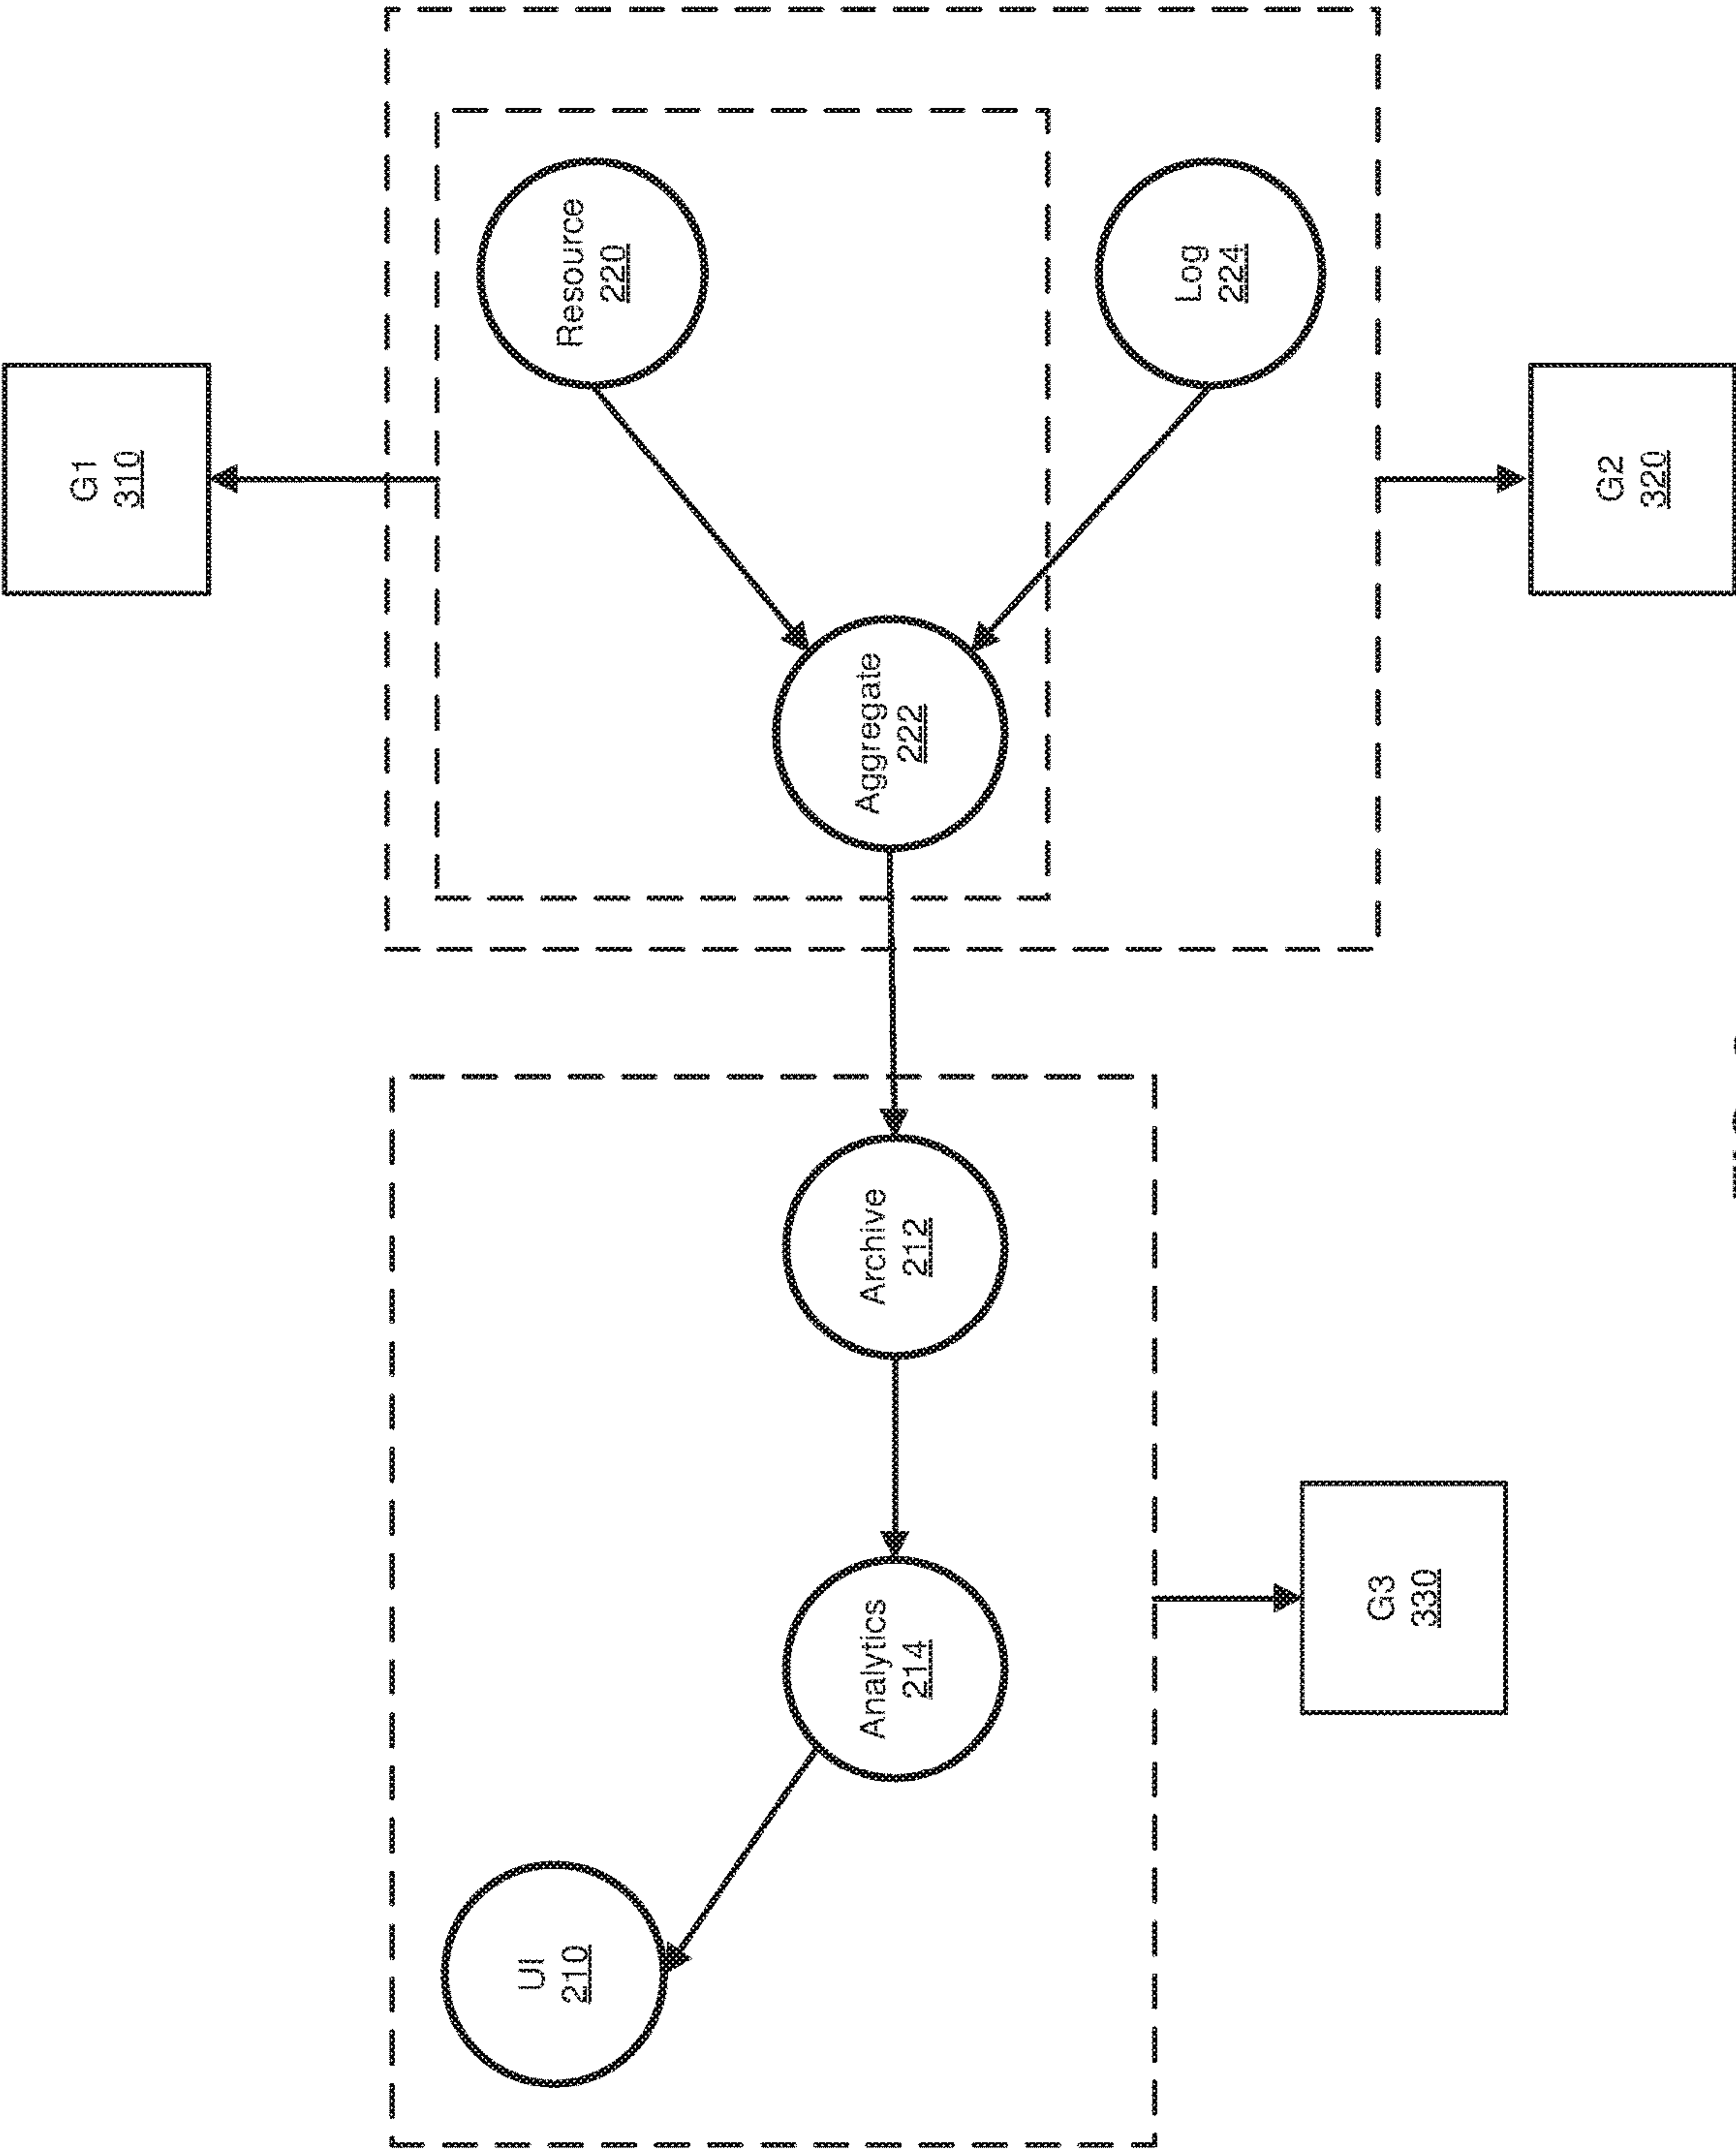 G1
310
UI
210
Resource
220
Analytics
214
Archive
212
Aggregate
222
Log
224
G3
330
G2
320